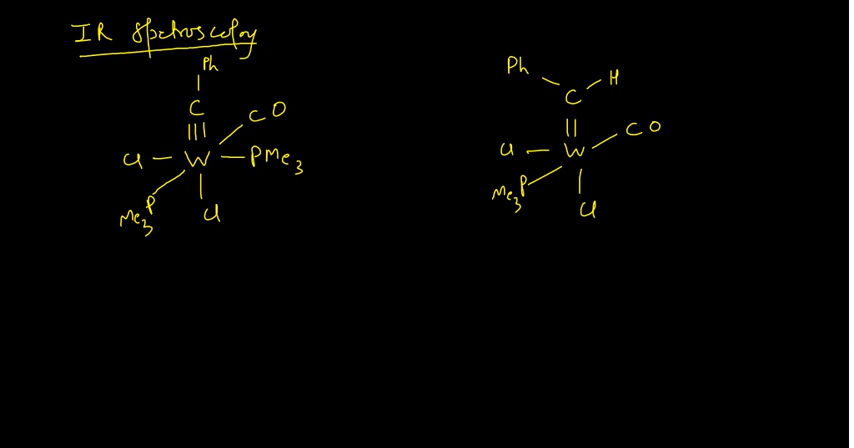 IR Spectroscopy
Ph
C
CO
Cl W PMe3
Me3P
Cl
Ph
H
C
CO
Cl W
Me3P
Cl